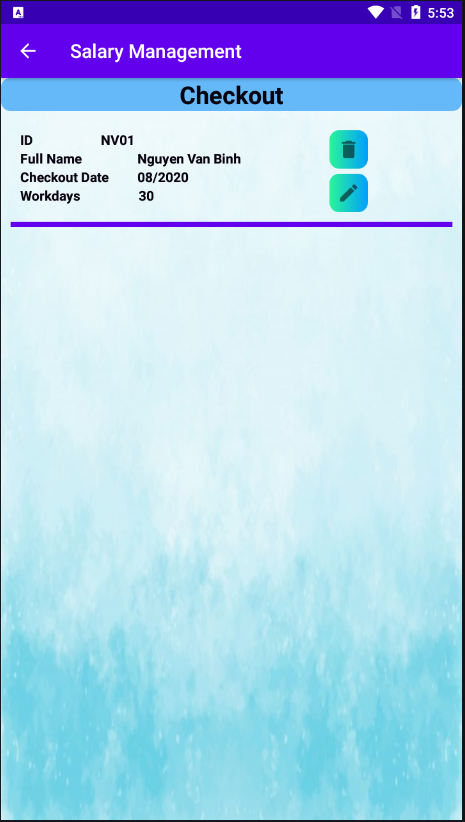 5:53
Salary Management
Checkout
ID NV01
Full Name Nguyen Van Binh
Checkout Date 08/2020
Workdays 30